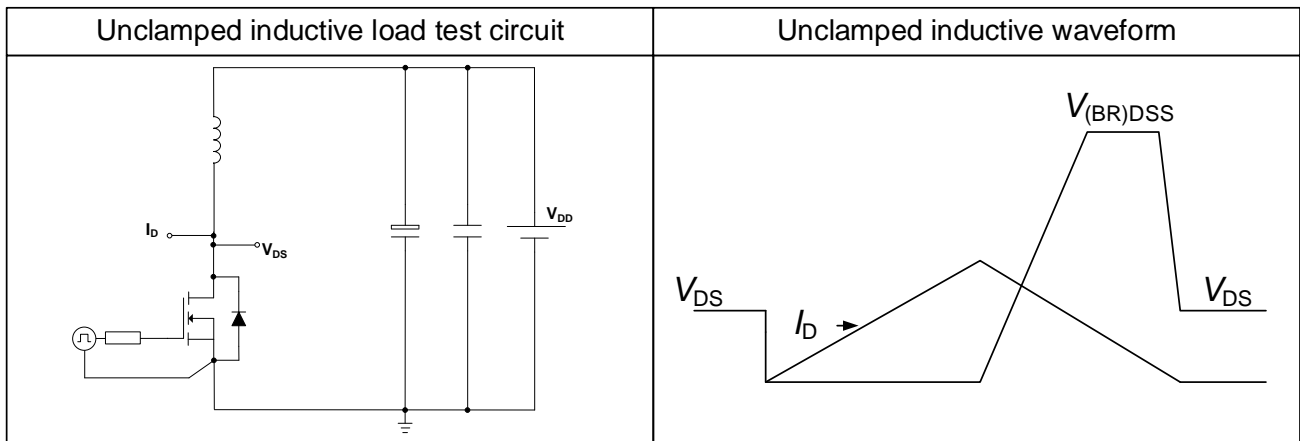 Unclamped inductive load test circuit
Unclamped inductive waveform
V(BR)DSS
VDD
ID
VDS
VDS
VDS
ID